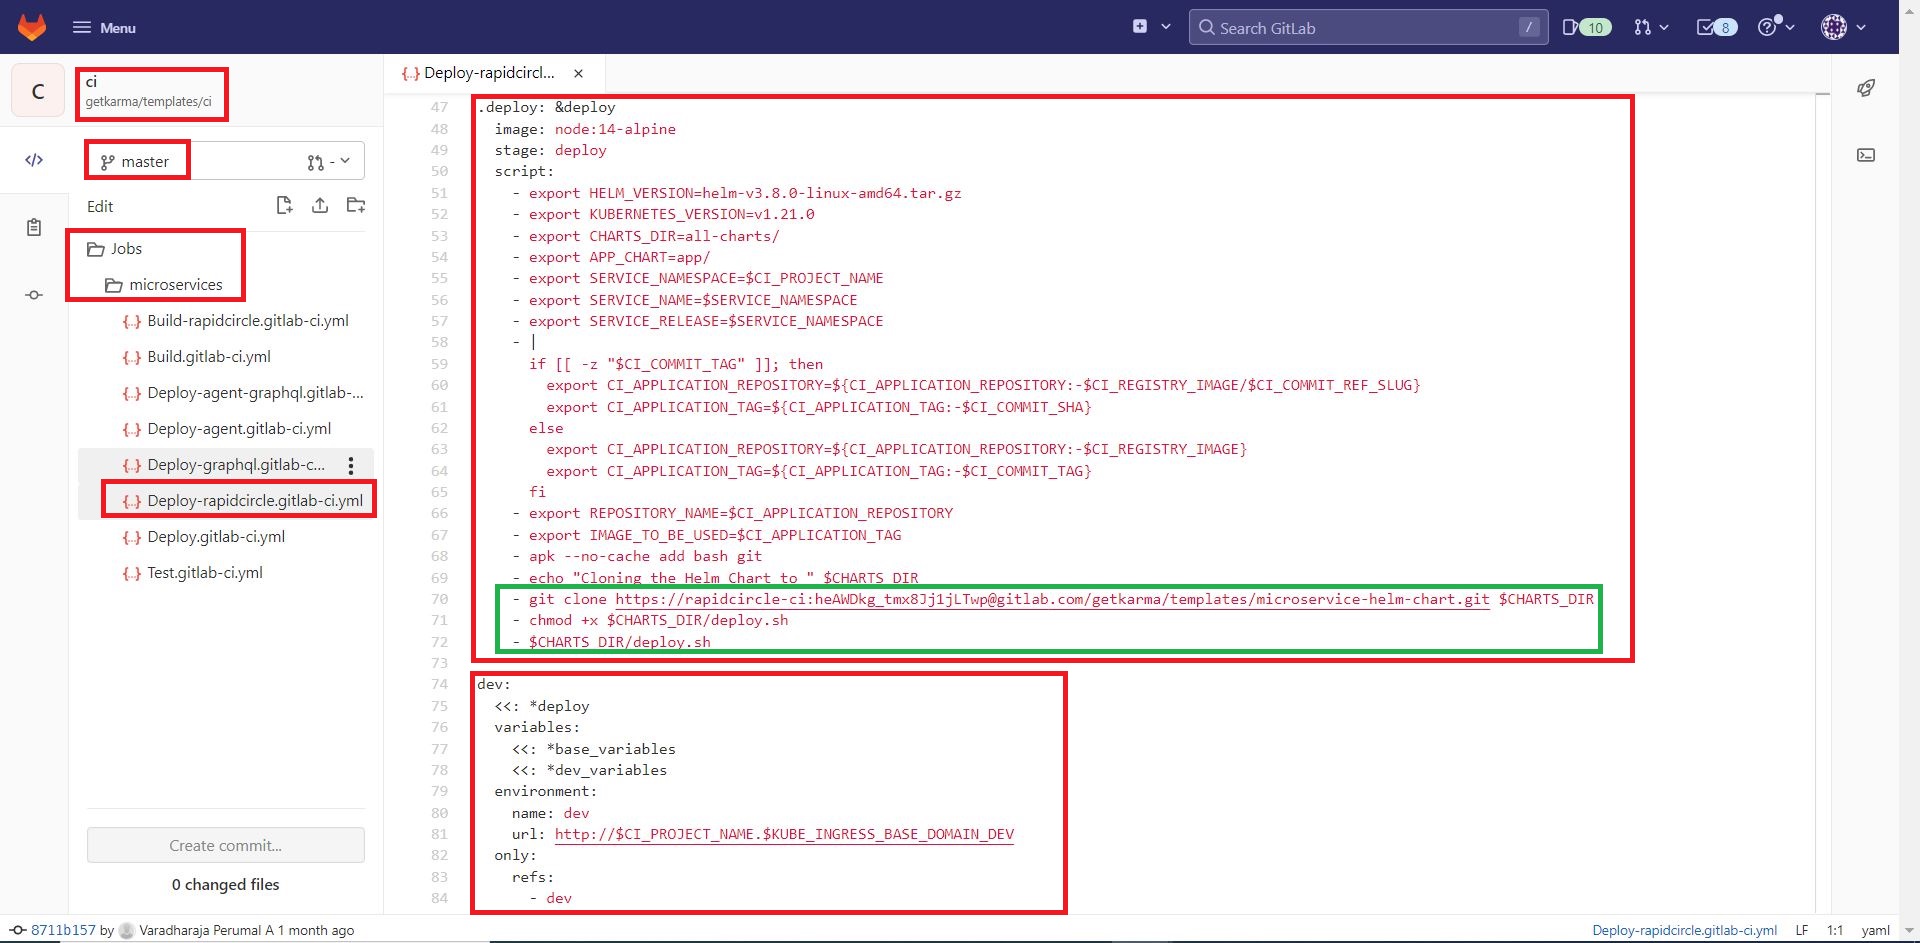 Menu
Search GitLab
/
10
8
C
ci
getkarma/templates/ci
master
-
Edit
Jobs
microservices
{..} Build-rapidcircle.gitlab-ci.yml
{..} Build.gitlab-ci.yml
{..} Deploy-agent-graphql.gitlab-...
{..} Deploy-agent.gitlab-ci.yml
{..} Deploy-graphql.gitlab-c...
{..} Deploy-rapidcircle.gitlab-ci.yml
{..} Deploy.gitlab-ci.yml
{..} Test.gitlab-ci.yml
Create commit...
0 changed files
{..} Deploy-rapidcircl... ×
47 .deploy: &deploy
48 image: node:14-alpine
49 stage: deploy
50 script:
51 - export HELM_VERSION=helm-v3.8.0-linux-amd64.tar.gz
52 - export KUBERNETES_VERSION=v1.21.0
53 - export CHARTS_DIR=all-charts/
54 - export APP_CHART=app/
55 - export SERVICE_NAMESPACE=$CI_PROJECT_NAME
56 - export SERVICE_NAME=$SERVICE_NAMESPACE
57 - export SERVICE_RELEASE=$SERVICE_NAMESPACE
58 - |
59 if [[ -z "$CI_COMMIT_TAG" ]]; then
60 export CI_APPLICATION_REPOSITORY=${CI_APPLICATION_REPOSITORY:-$CI_REGISTRY_IMAGE/$CI_COMMIT_REF_SLUG}
61 export CI_APPLICATION_TAG=${CI_APPLICATION_TAG:-$CI_COMMIT_SHA}
62 else
63 export CI_APPLICATION_REPOSITORY=${CI_APPLICATION_REPOSITORY:-$CI_REGISTRY_IMAGE}
64 export CI_APPLICATION_TAG=${CI_APPLICATION_TAG:-$CI_COMMIT_TAG}
65 fi
66 - export REPOSITORY_NAME=$CI_APPLICATION_REPOSITORY
67 - export IMAGE_TO_BE_USED=$CI_APPLICATION_TAG
68 - apk --no-cache add bash git
69 - echo "Cloning the Helm Chart to " $CHARTS_DIR
70 - git clone https://rapidcircle-ci:heAWDkg_tmx8Jj1jLTwp@gitlab.com/getkarma/templates/microservice-helm-chart.git $CHARTS_DIR
71 - chmod +x $CHARTS_DIR/deploy.sh
72 - $CHARTS_DIR/deploy.sh
73
74 dev:
75 <<: *deploy
76 variables:
77 <<: *base_variables
78 <<: *dev_variables
79 environment:
80 name: dev
81 url: http://$CI_PROJECT_NAME.$KUBE_INGRESS_BASE_DOMAIN_DEV
82 only:
83 refs:
84 - dev
8711b157 by Varadharaja Perumal A 1 month ago
Deploy-rapidcircle.gitlab-ci.yml LF 1:1 yaml